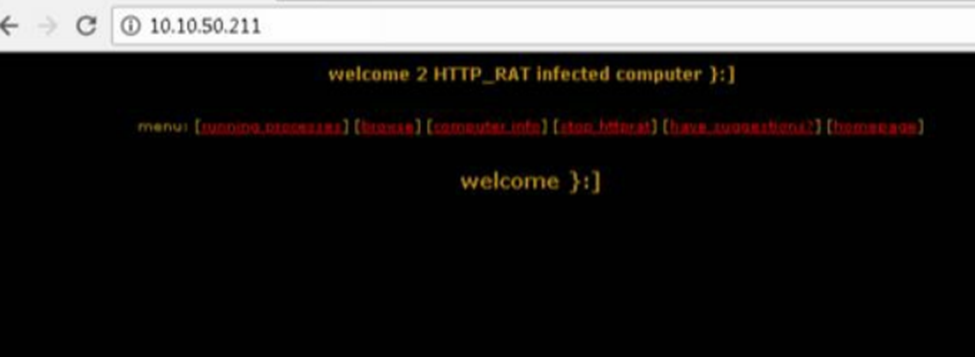 10.10.50.211
welcome 2 HTTP_RAT infected computer }:]
menu: [running processes] [browse] [computer info] [stop httprat] [have suggestions?] [homepage]
welcome }:]